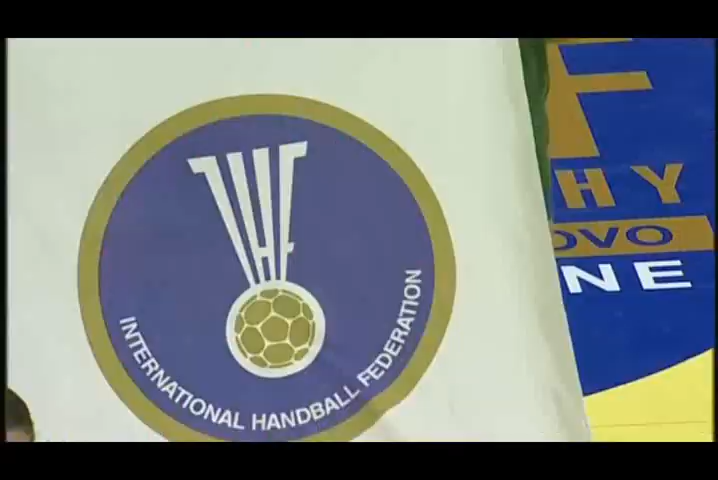 IHF
INTERNATIONAL HANDBALL FEDERATION
F
HY
OVO
NE